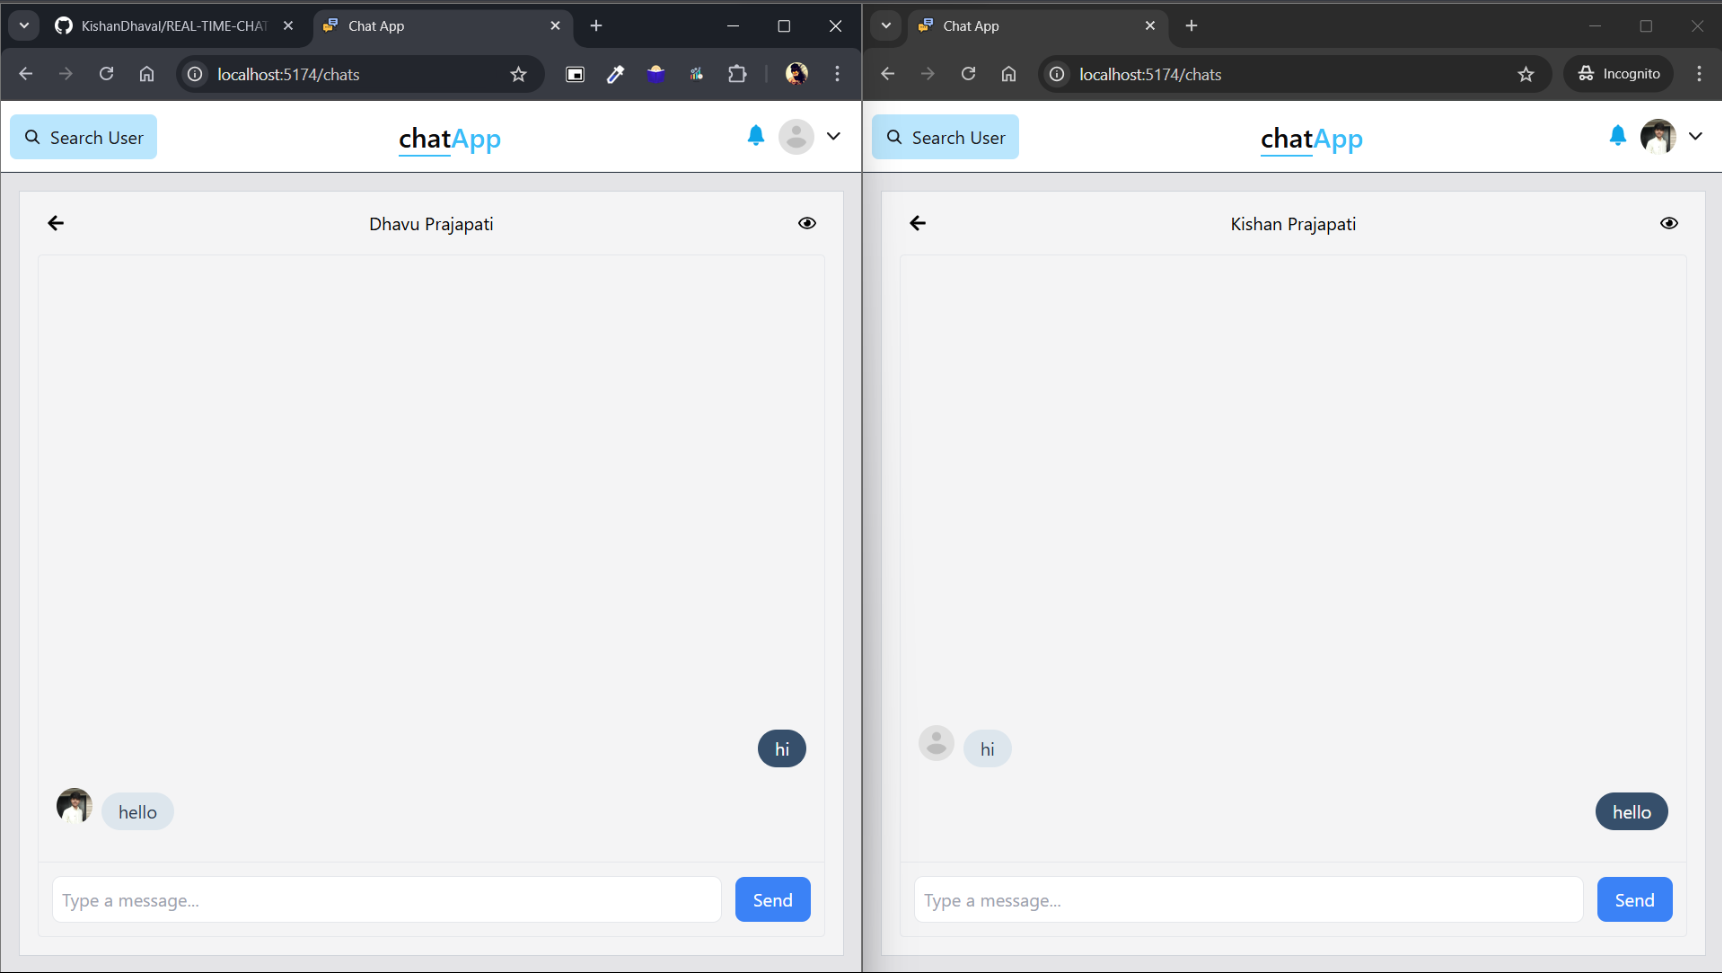 KishanDhaval/REAL-TIME-CHAT
Chat App
localhost:5174/chats
Search User
chatApp
Dhavu Prajapati
hi
hello
Type a message...
Send
Chat App
localhost:5174/chats
Incognito
Search User
chatApp
Kishan Prajapati
hi
hello
Type a message...
Send